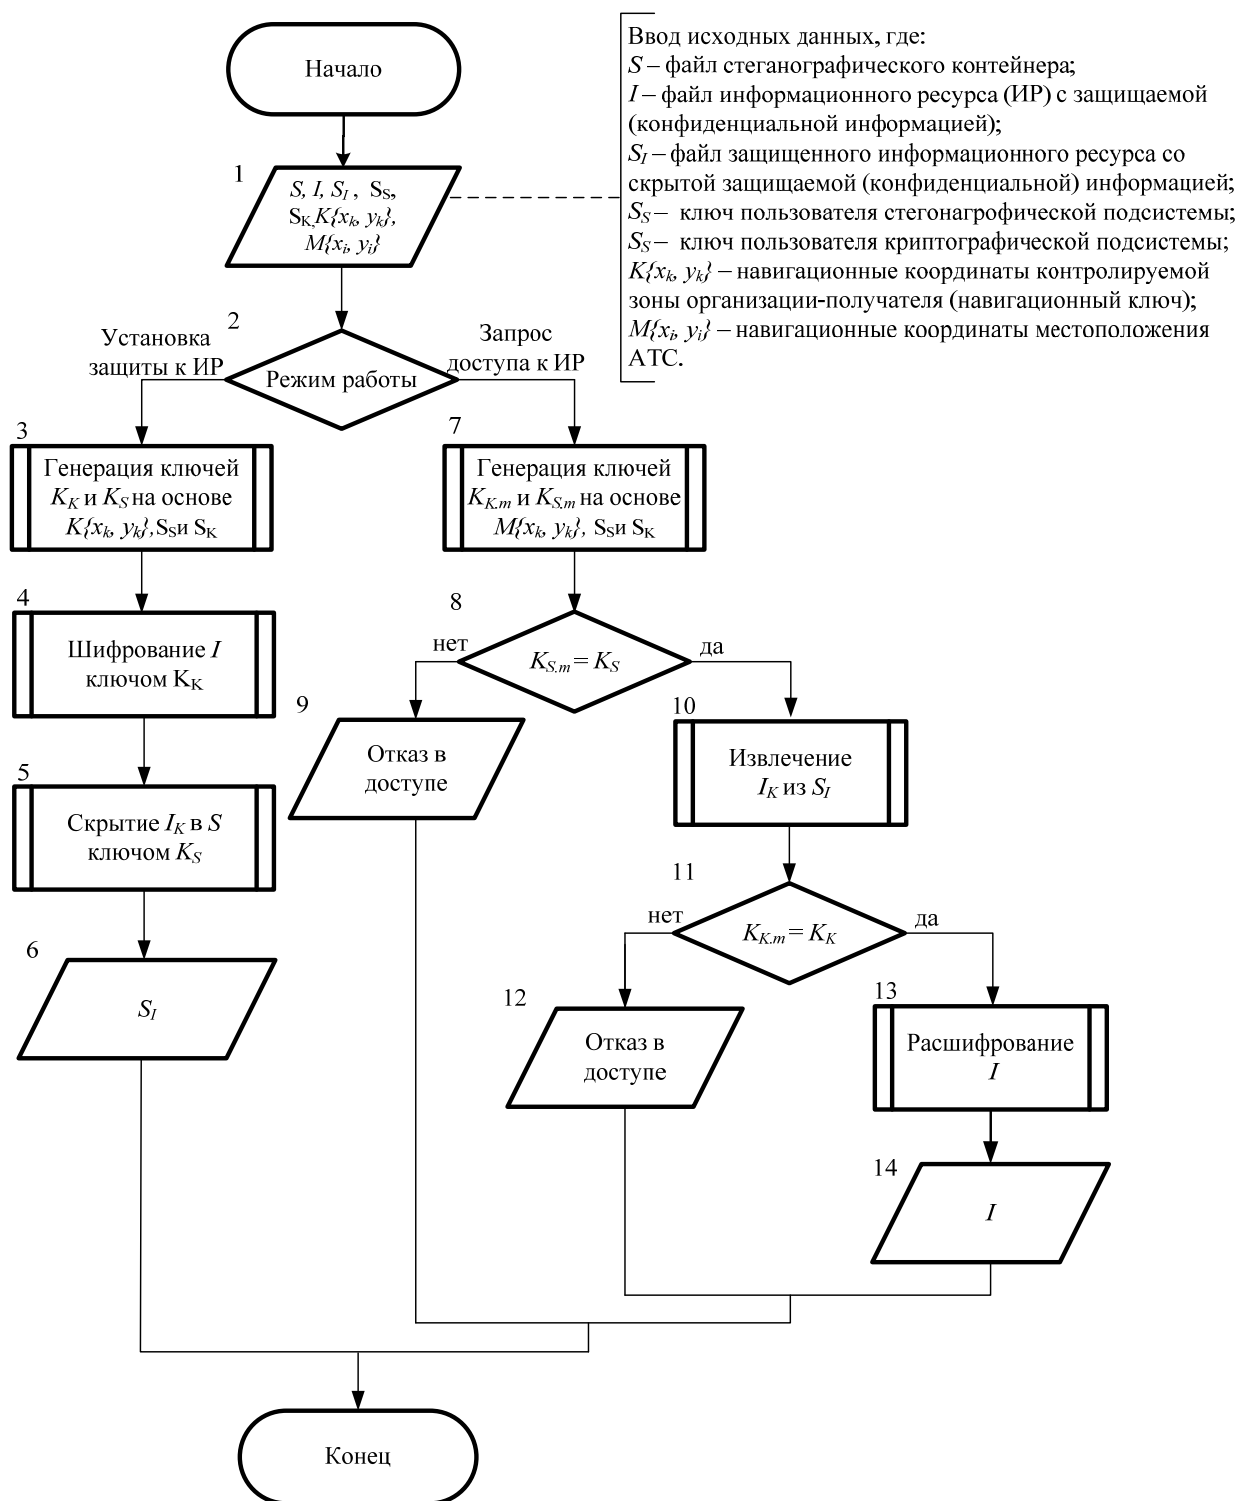 Начало
Ввод исходных данных, где:
S – файл стеганографического контейнера;
I – файл информационного ресурса (ИР) с защищаемой
(конфиденциальной информацией);
S_I – файл защищенного информационного ресурса со
скрытой защищаемой (конфиденциальной) информацией;
S_S – ключ пользователя стегонагрофической подсистемы;
S_S – ключ пользователя криптографической подсистемы;
K{x_k, y_k} – навигационные координаты контролируемой
зоны организации-получателя (навигационный ключ);
M{x_i, y_i} – навигационные координаты местоположения
АТС.
1
S, I, S_I , S_S,
S_K,K{x_k, y_k},
M{x_i, y_i}
2
Режим работы
Установка
защиты к ИР
Запрос
доступа к ИР
3
Генерация ключей
K_K и K_S на основе
K{x_k, y_k},S_S и S_K
7
Генерация ключей
K_K.m и K_S.m на основе
M{x_k, y_k}, S_S и S_K
4
Шифрование I
ключом K_K
8
нет
K_S.m = K_S
да
9
Отказ в
доступе
10
Извлечение
I_K из S_I
5
Скрытие I_K в S
ключом K_S
11
нет
K_K.m = K_K
да
6
S_I
12
Отказ в
доступе
13
Расшифрование
I
14
I
Конец